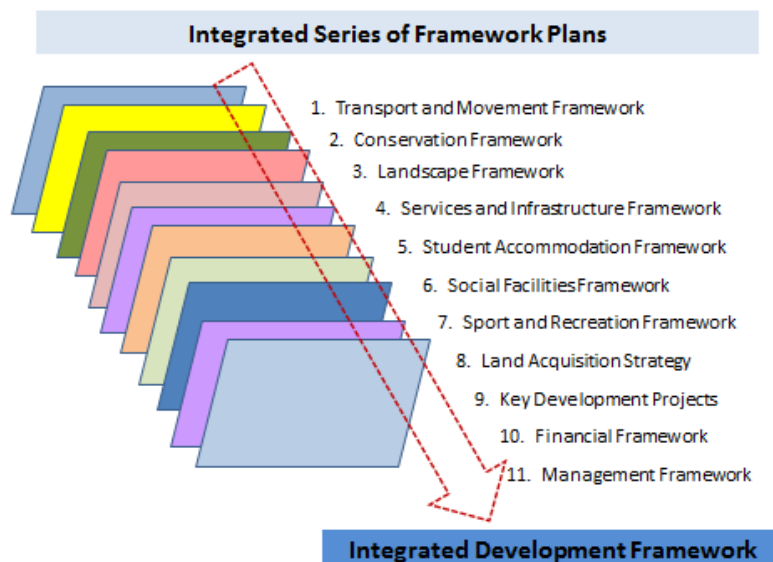 Integrated Series of Framework Plans
1. Transport and Movement Framework
2. Conservation Framework
3. Landscape Framework
4. Services and Infrastructure Framework
5. Student Accommodation Framework
6. Social Facilities Framework
7. Sport and Recreation Framework
8. Land Acquisition Strategy
9. Key Development Projects
10. Financial Framework
11. Management Framework
Integrated Development Framework